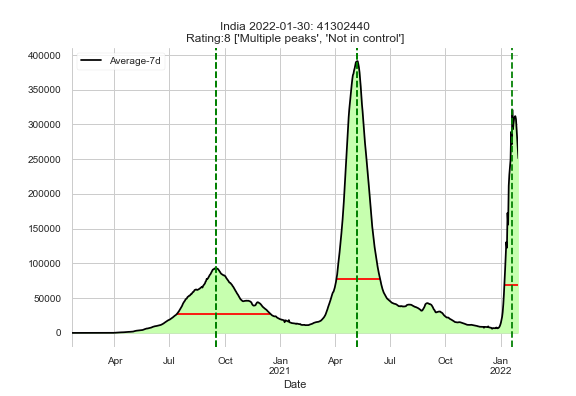 India 2022-01-30: 41302440
Rating:8 ['Multiple peaks', 'Not in control']
Average-7d
400000
350000
300000
250000
200000
150000
100000
50000
0
Apr Jul Oct Jan Apr Jul Oct Jan
2021 2022
Date